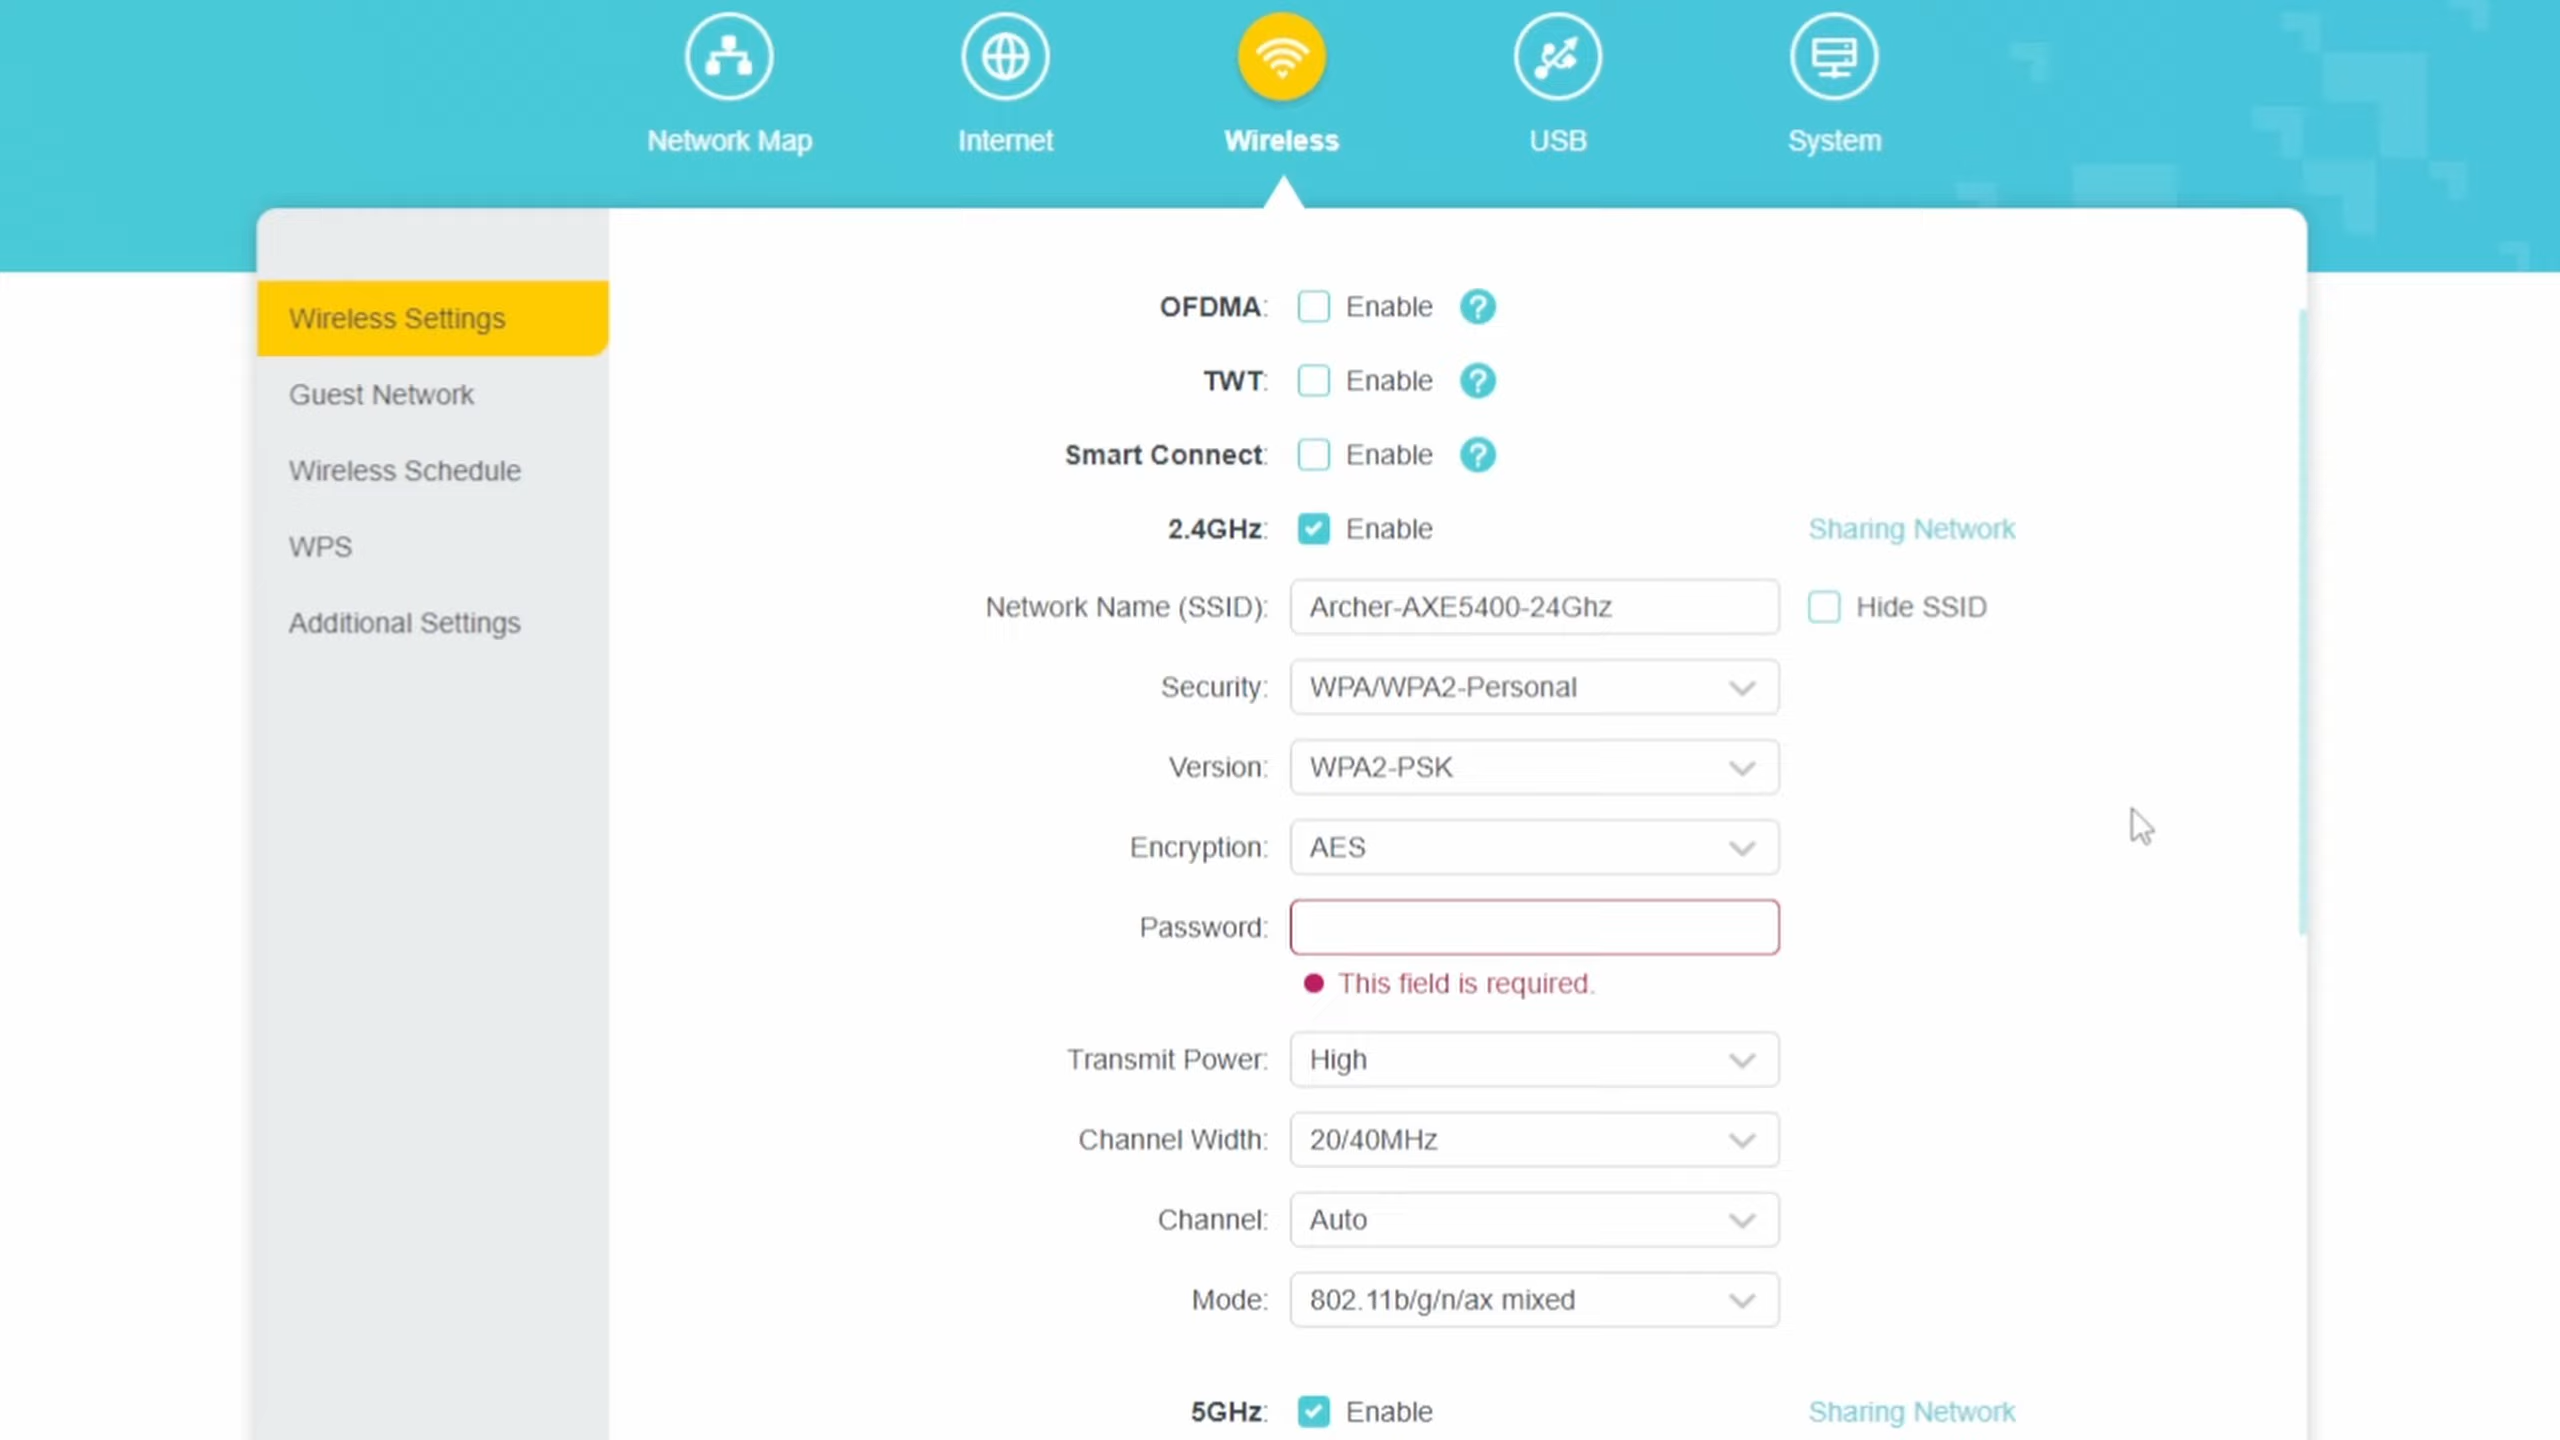 Network Map
Internet
Wireless
USB
System
Wireless Settings
Guest Network
Wireless Schedule
WPS
Additional Settings
OFDMA: Enable ?
TWT: Enable ?
Smart Connect: Enable ?
2.4GHz: Enable Sharing Network
Network Name (SSID): Archer-AXE5400-24Ghz Hide SSID
Security: WPA/WPA2-Personal
Version: WPA2-PSK
Encryption: AES
Password:
This field is required.
Transmit Power: High
Channel Width: 20/40MHz
Channel: Auto
Mode: 802.11b/g/n/ax mixed
5GHz: Enable Sharing Network